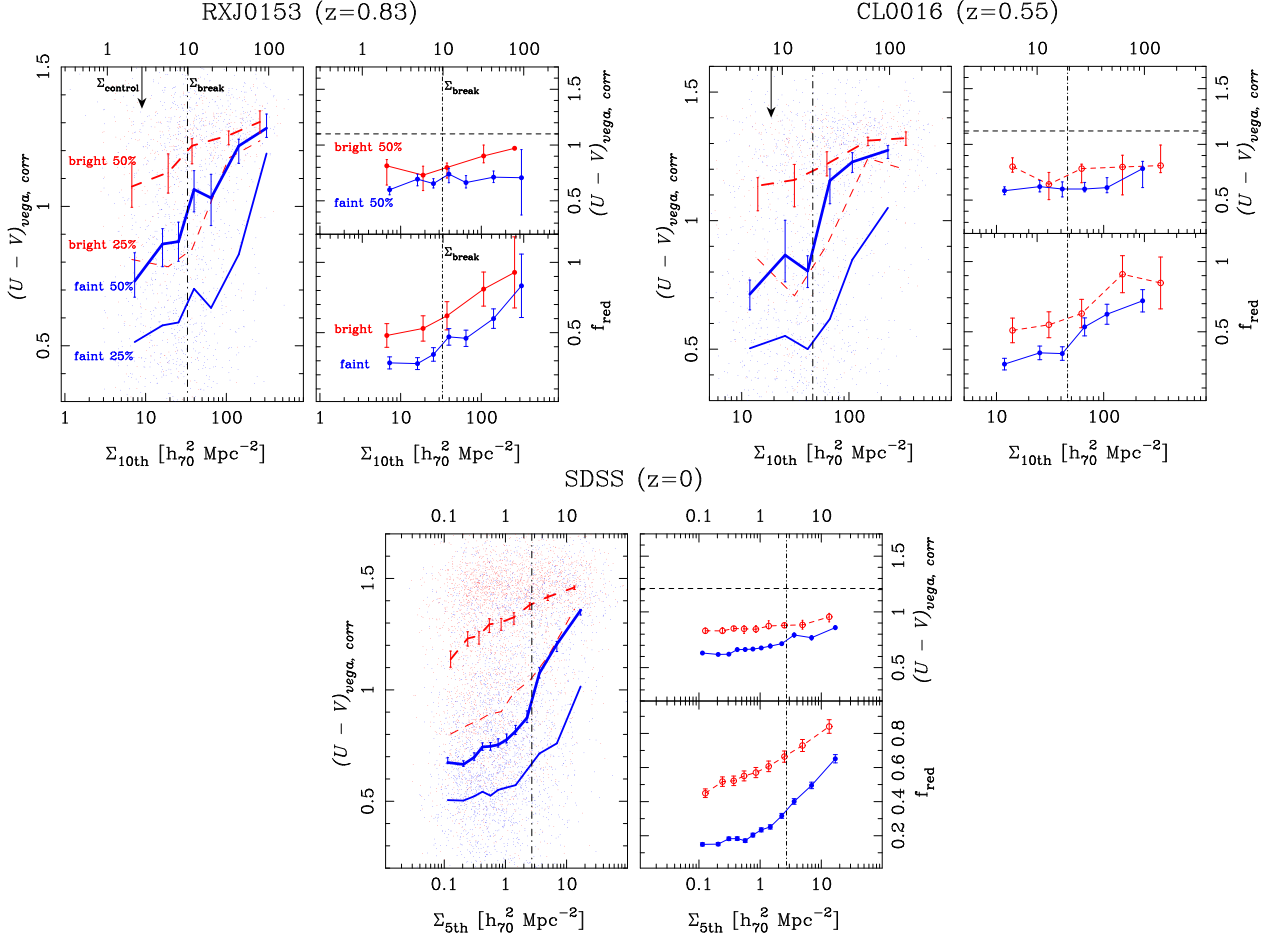 RXJ0153 (z=0.83)
CL0016 (z=0.55)
1 10 100
1 10 100
10 100
10 100
Σcontrol
Σbreak
Σbreak
bright 50%
bright 25%
faint 50%
faint 25%
bright 50%
faint 50%
Σbreak
bright
faint
(U − V)vega, corr
0.5 1 1.5
(U − V)vega, corr
0.5 1 1.5
fred
0.5 1
(U − V)vega, corr
0.5 1 1.5
(U − V)vega, corr
0.5 1 1.5
fred
0.5 1
1 10 100
1 10 100
10 100
10 100
Σ10th [h70² Mpc⁻²]
Σ10th [h70² Mpc⁻²]
Σ10th [h70² Mpc⁻²]
Σ10th [h70² Mpc⁻²]
SDSS (z=0)
0.1 1 10
0.1 1 10
(U − V)vega, corr
0.5 1 1.5
(U − V)vega, corr
0.5 1 1.5
fred
0.2 0.4 0.6 0.8
0.1 1 10
0.1 1 10
Σ5th [h70² Mpc⁻²]
Σ5th [h70² Mpc⁻²]